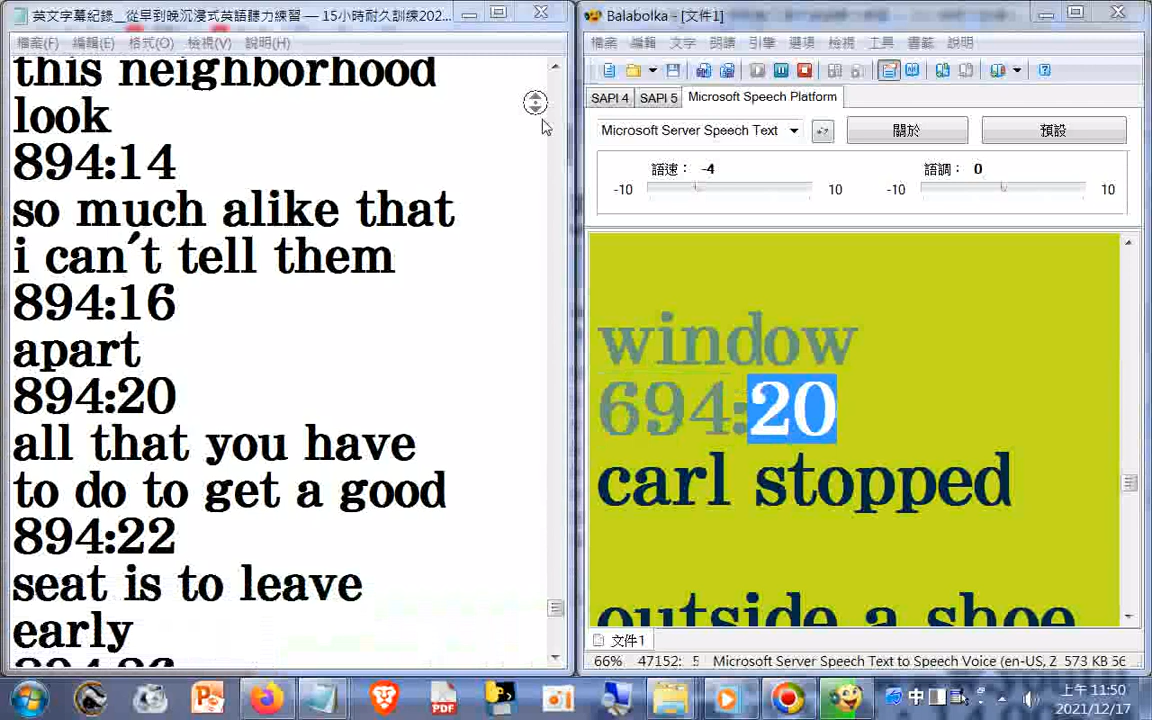 英文字幕紀錄__從早到晚沉浸式英語聽力練習 — 15小時耐久訓練202...
檔案(F) 編輯(E) 格式(O) 檢視(V) 說明(H)
this neighborhood
look
894:14
so much alike that
i can't tell them
894:16
apart
894:20
all that you have
to do to get a good
894:22
seat is to leave
early
Balabolka - [文件1]
檔案 編輯 文字 朗讀 引擎 選項 檢視 工具 書籤 說明
SAPI 4 SAPI 5 Microsoft Speech Platform
Microsoft Server Speech Text 關於 預設
語速： -4 語調： 0
-10 10 -10 10
window
694:20
carl stopped
outside a shoe
文件1
66% 47152: 5 Microsoft Server Speech Text to Speech Voice (en-US, 2 573 KB 56
PDF 中 上午 11:50
2021/12/17